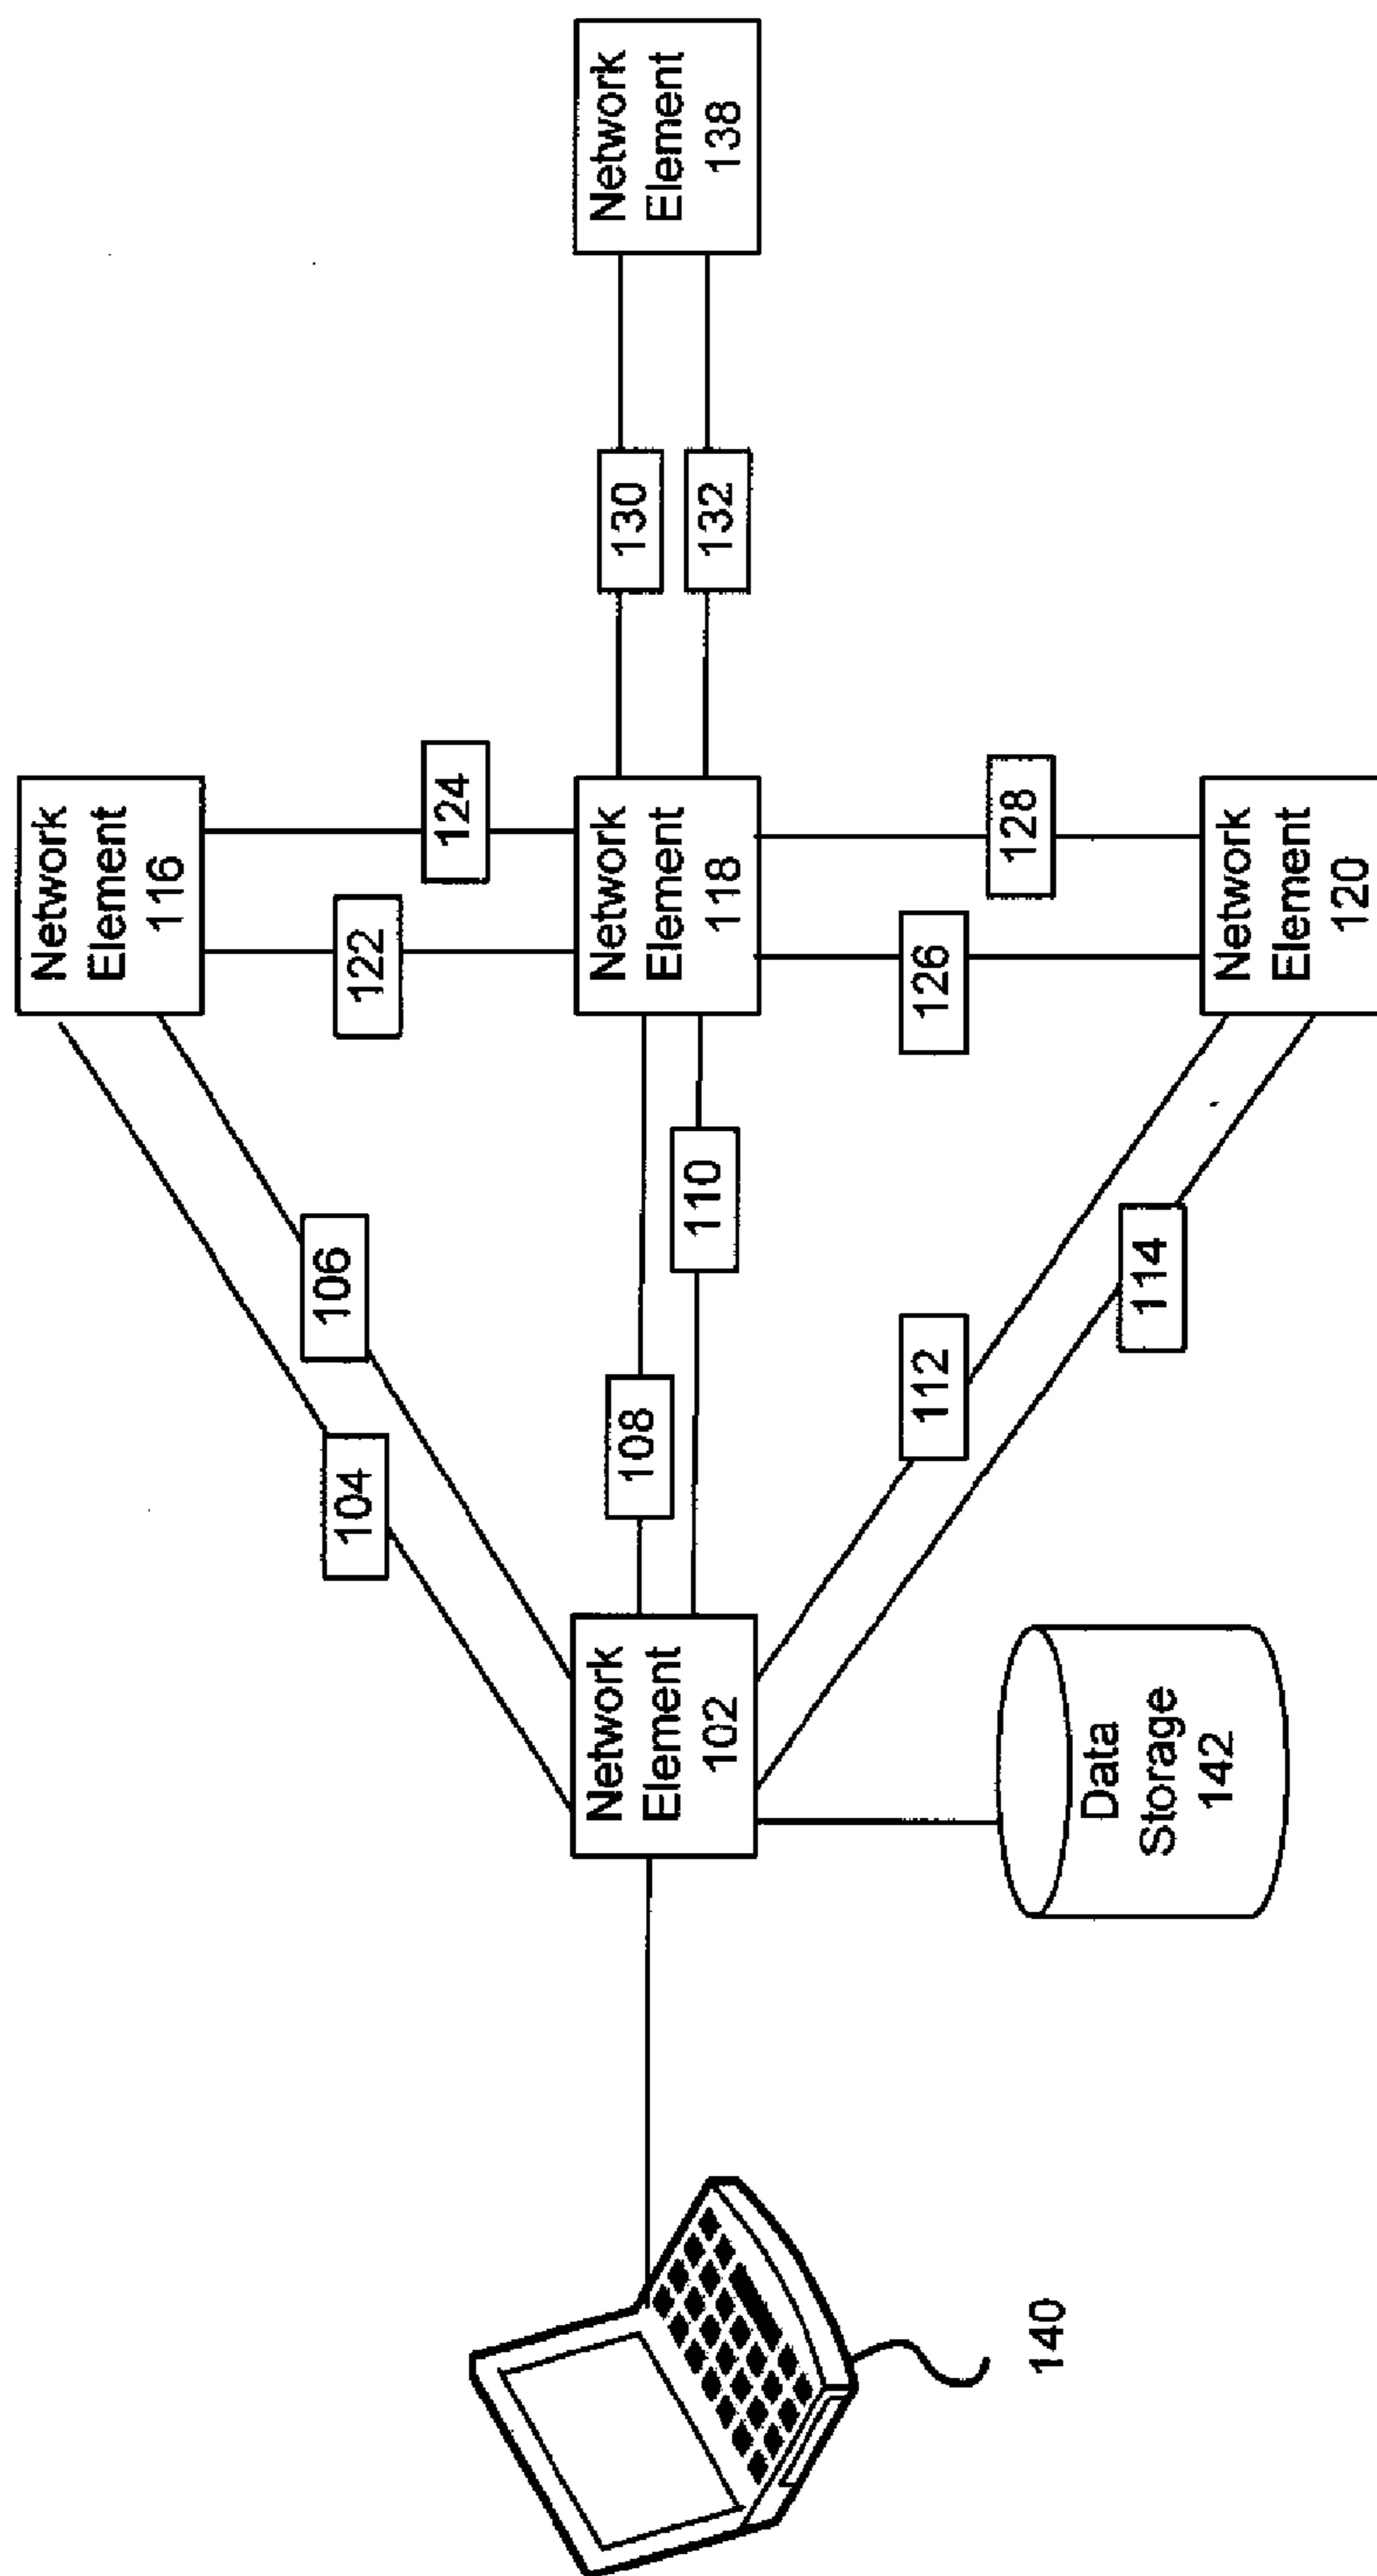 Network
Element
116
Network
Element
138
104
106
122
124
Network
Element
102
108
110
Network
Element
118
130
132
112
114
126
128
Network
Element
120
Data
Storage
142
140